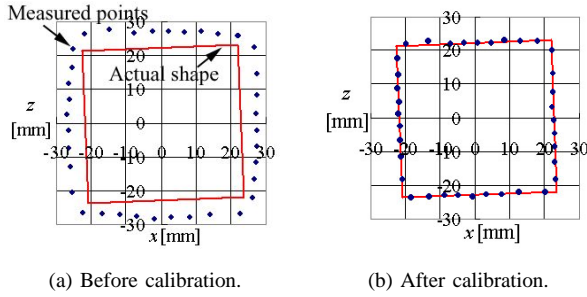 Measured points
Actual shape
30
20
10
0
-10
-20
-30
-30 -20 -10 0 10 20 30
z
[mm]
x [mm]
(a) Before calibration.
30
20
10
0
-10
-20
-30
-30 -20 -10 0 10 20 30
z
[mm]
x [mm]
(b) After calibration.